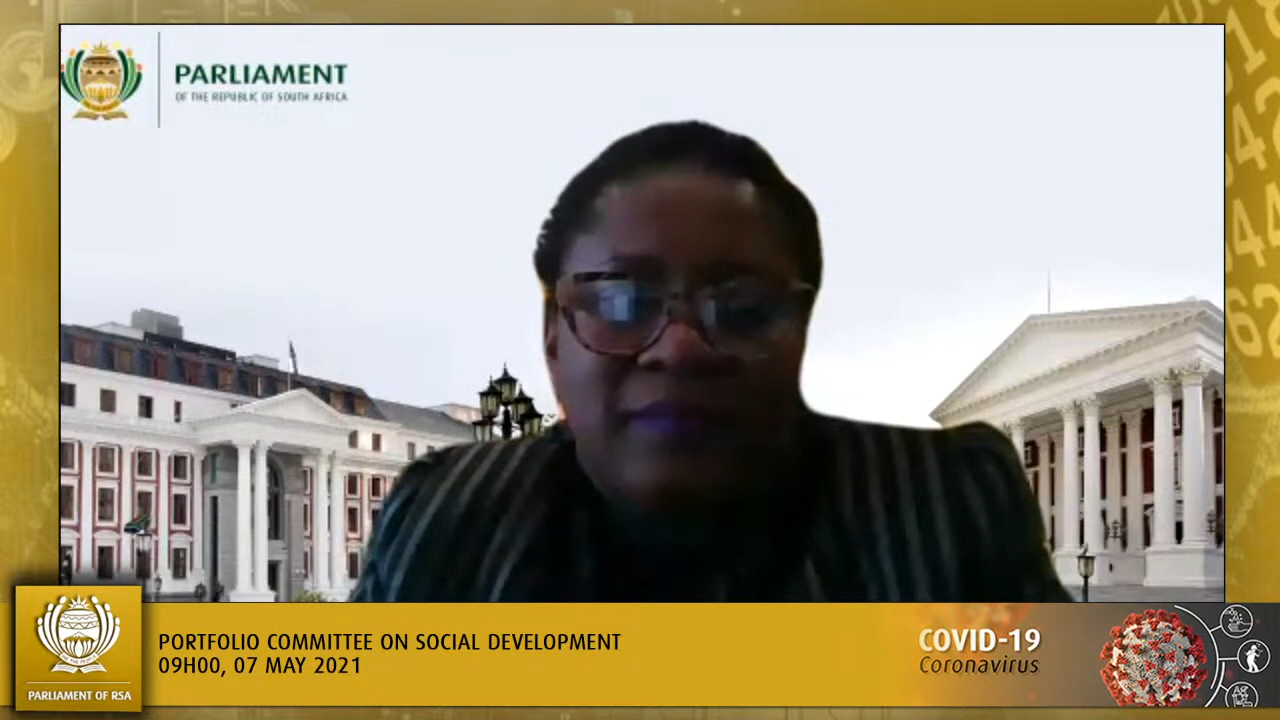 PARLIAMENT
OF THE REPUBLIC OF SOUTH AFRICA
PORTFOLIO COMMITTEE ON SOCIAL DEVELOPMENT
09H00, 07 MAY 2021
COVID-19
Coronavirus
PARLIAMENT OF RSA